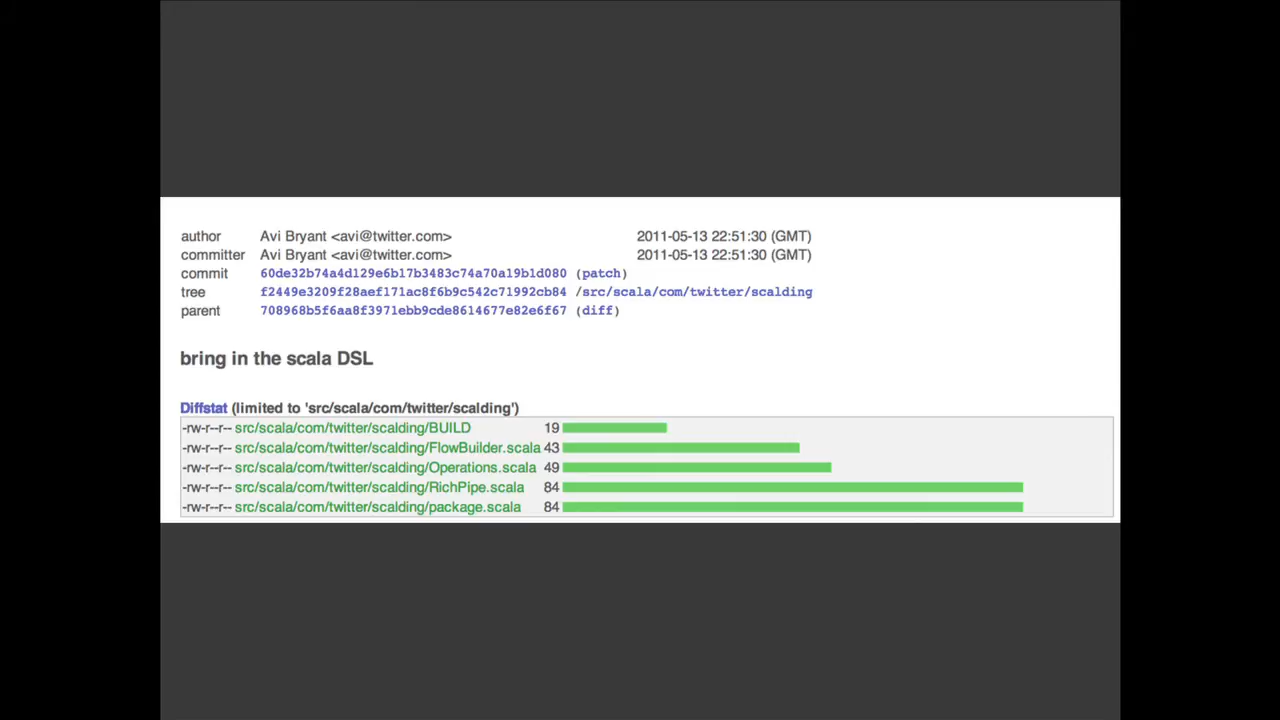 author Avi Bryant <avi@twitter.com> 2011-05-13 22:51:30 (GMT)
committer Avi Bryant <avi@twitter.com> 2011-05-13 22:51:30 (GMT)
commit 60de32b74a4d129e6b17b3483c74a70a19b1d080 (patch)
tree f2449e3209f28aef171ac8f6b9c542c71992cb84 /src/scala/com/twitter/scalding
parent 708968b5f6aa8f3971ebb9cde8614677e82e6f67 (diff)
bring in the scala DSL
Diffstat (limited to 'src/scala/com/twitter/scalding')
-rw-r--r-- src/scala/com/twitter/scalding/BUILD 19
-rw-r--r-- src/scala/com/twitter/scalding/FlowBuilder.scala 43
-rw-r--r-- src/scala/com/twitter/scalding/Operations.scala 49
-rw-r--r-- src/scala/com/twitter/scalding/RichPipe.scala 84
-rw-r--r-- src/scala/com/twitter/scalding/package.scala 84